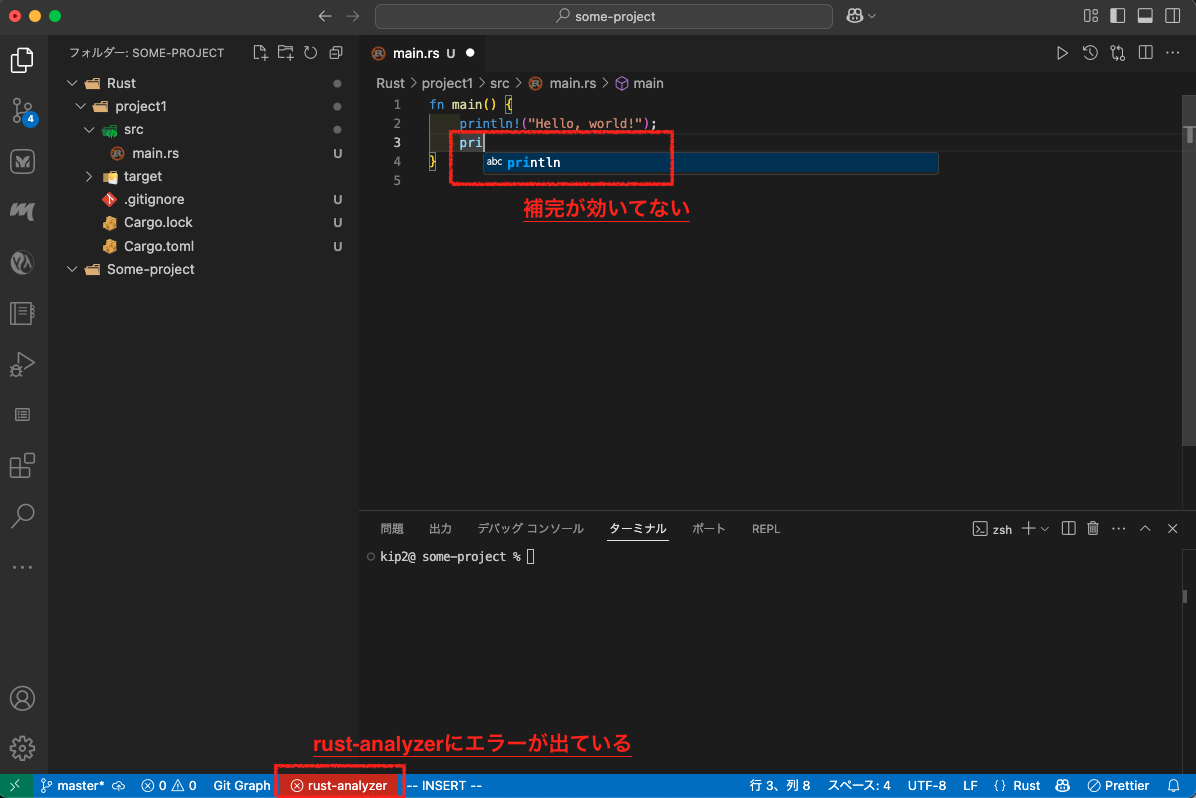 some-project
フォルダー: SOME-PROJECT
Rust
project1
src
main.rs U
target
.gitignore U
Cargo.lock U
Cargo.toml U
Some-project
4
main.rs U
Rust > project1 > src > main.rs > main
1 fn main() {
2 println!("Hello, world!");
3 pri
4 }
5
abc println
補完が効いてない
問題 出力 デバッグ コンソール ターミナル ポート REPL
zsh
kip2@ some-project %
rust-analyzerにエラーが出ている
master* 0 0 Git Graph rust-analyzer -- INSERT -- 行 3、列 8 スペース: 4 UTF-8 LF {} Rust Prettier